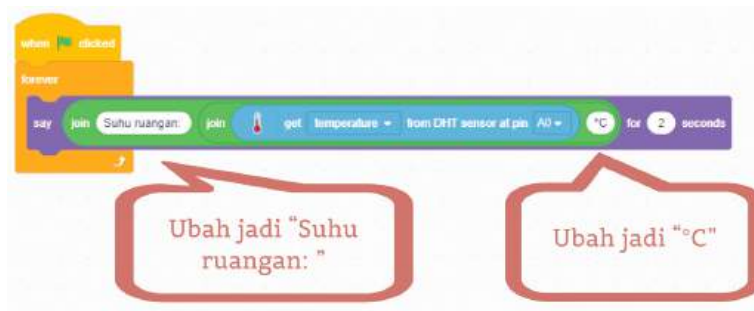 when clicked
forever
say join Suhu ruangan: join get temperature from DHT sensor at pin A0 °C for 2 seconds
Ubah jadi “Suhu
ruangan: ”
Ubah jadi “°C”